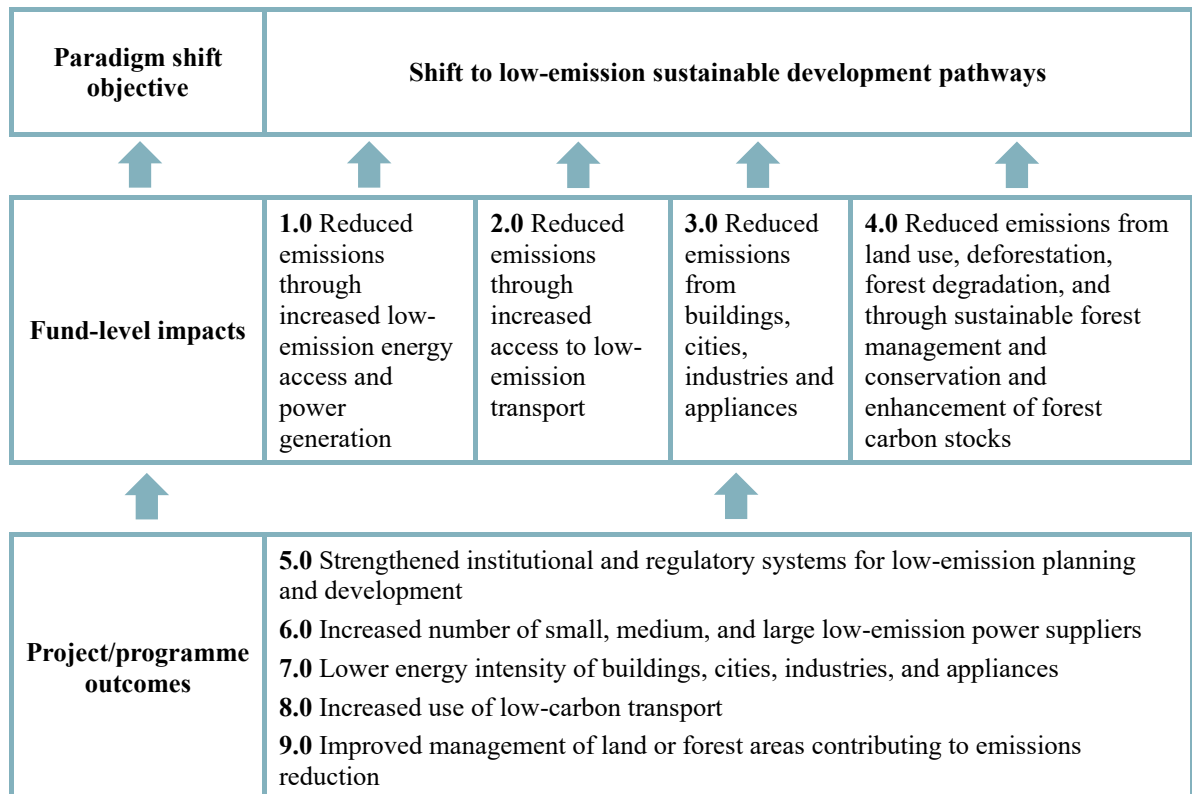 Paradigm shift
objective
Shift to low-emission sustainable development pathways
Fund-level impacts
1.0 Reduced
emissions
through
increased low-
emission energy
access and
power
generation
2.0 Reduced
emissions
through
increased
access to low-
emission
transport
3.0 Reduced
emissions
from
buildings,
cities,
industries and
appliances
4.0 Reduced emissions from
land use, deforestation,
forest degradation, and
through sustainable forest
management and
conservation and
enhancement of forest
carbon stocks
Project/programme
outcomes
5.0 Strengthened institutional and regulatory systems for low-emission planning
and development
6.0 Increased number of small, medium, and large low-emission power suppliers
7.0 Lower energy intensity of buildings, cities, industries, and appliances
8.0 Increased use of low-carbon transport
9.0 Improved management of land or forest areas contributing to emissions
reduction